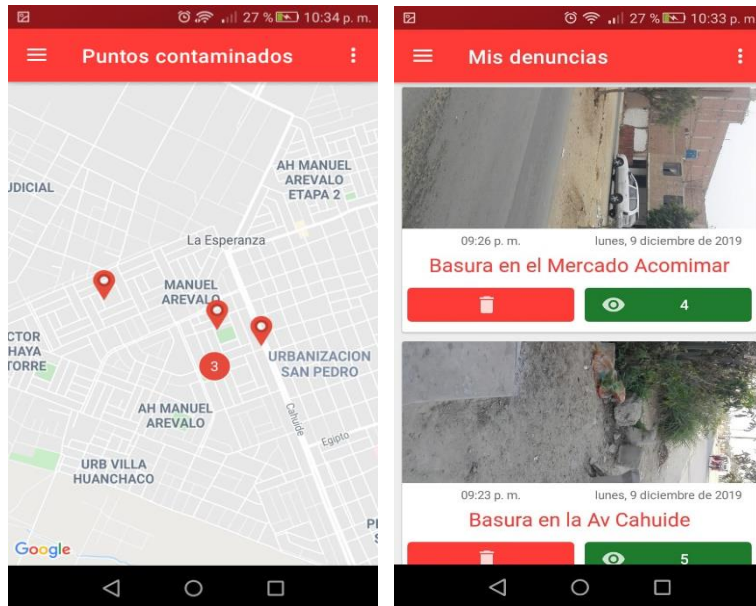 27 % 10:34 p. m.
Puntos contaminados
AH MANUEL
AREVALO
ETAPA 2
JDICIAL
La Esperanza
MANUEL
AREVALO
CTOR
HAYA
TORRE
3
URBANIZACION
SAN PEDRO
AH MANUEL
AREVALO
Cahuide
Egipto
URB VILLA
HUANCHACO
Google
27 % 10:33 p. m
Mis denuncias
09:26 p. m. lunes, 9 diciembre de 2019
Basura en el Mercado Acomimar
4
09:23 p. m. lunes, 9 diciembre de 2019
Basura en la Av Cahuide
5